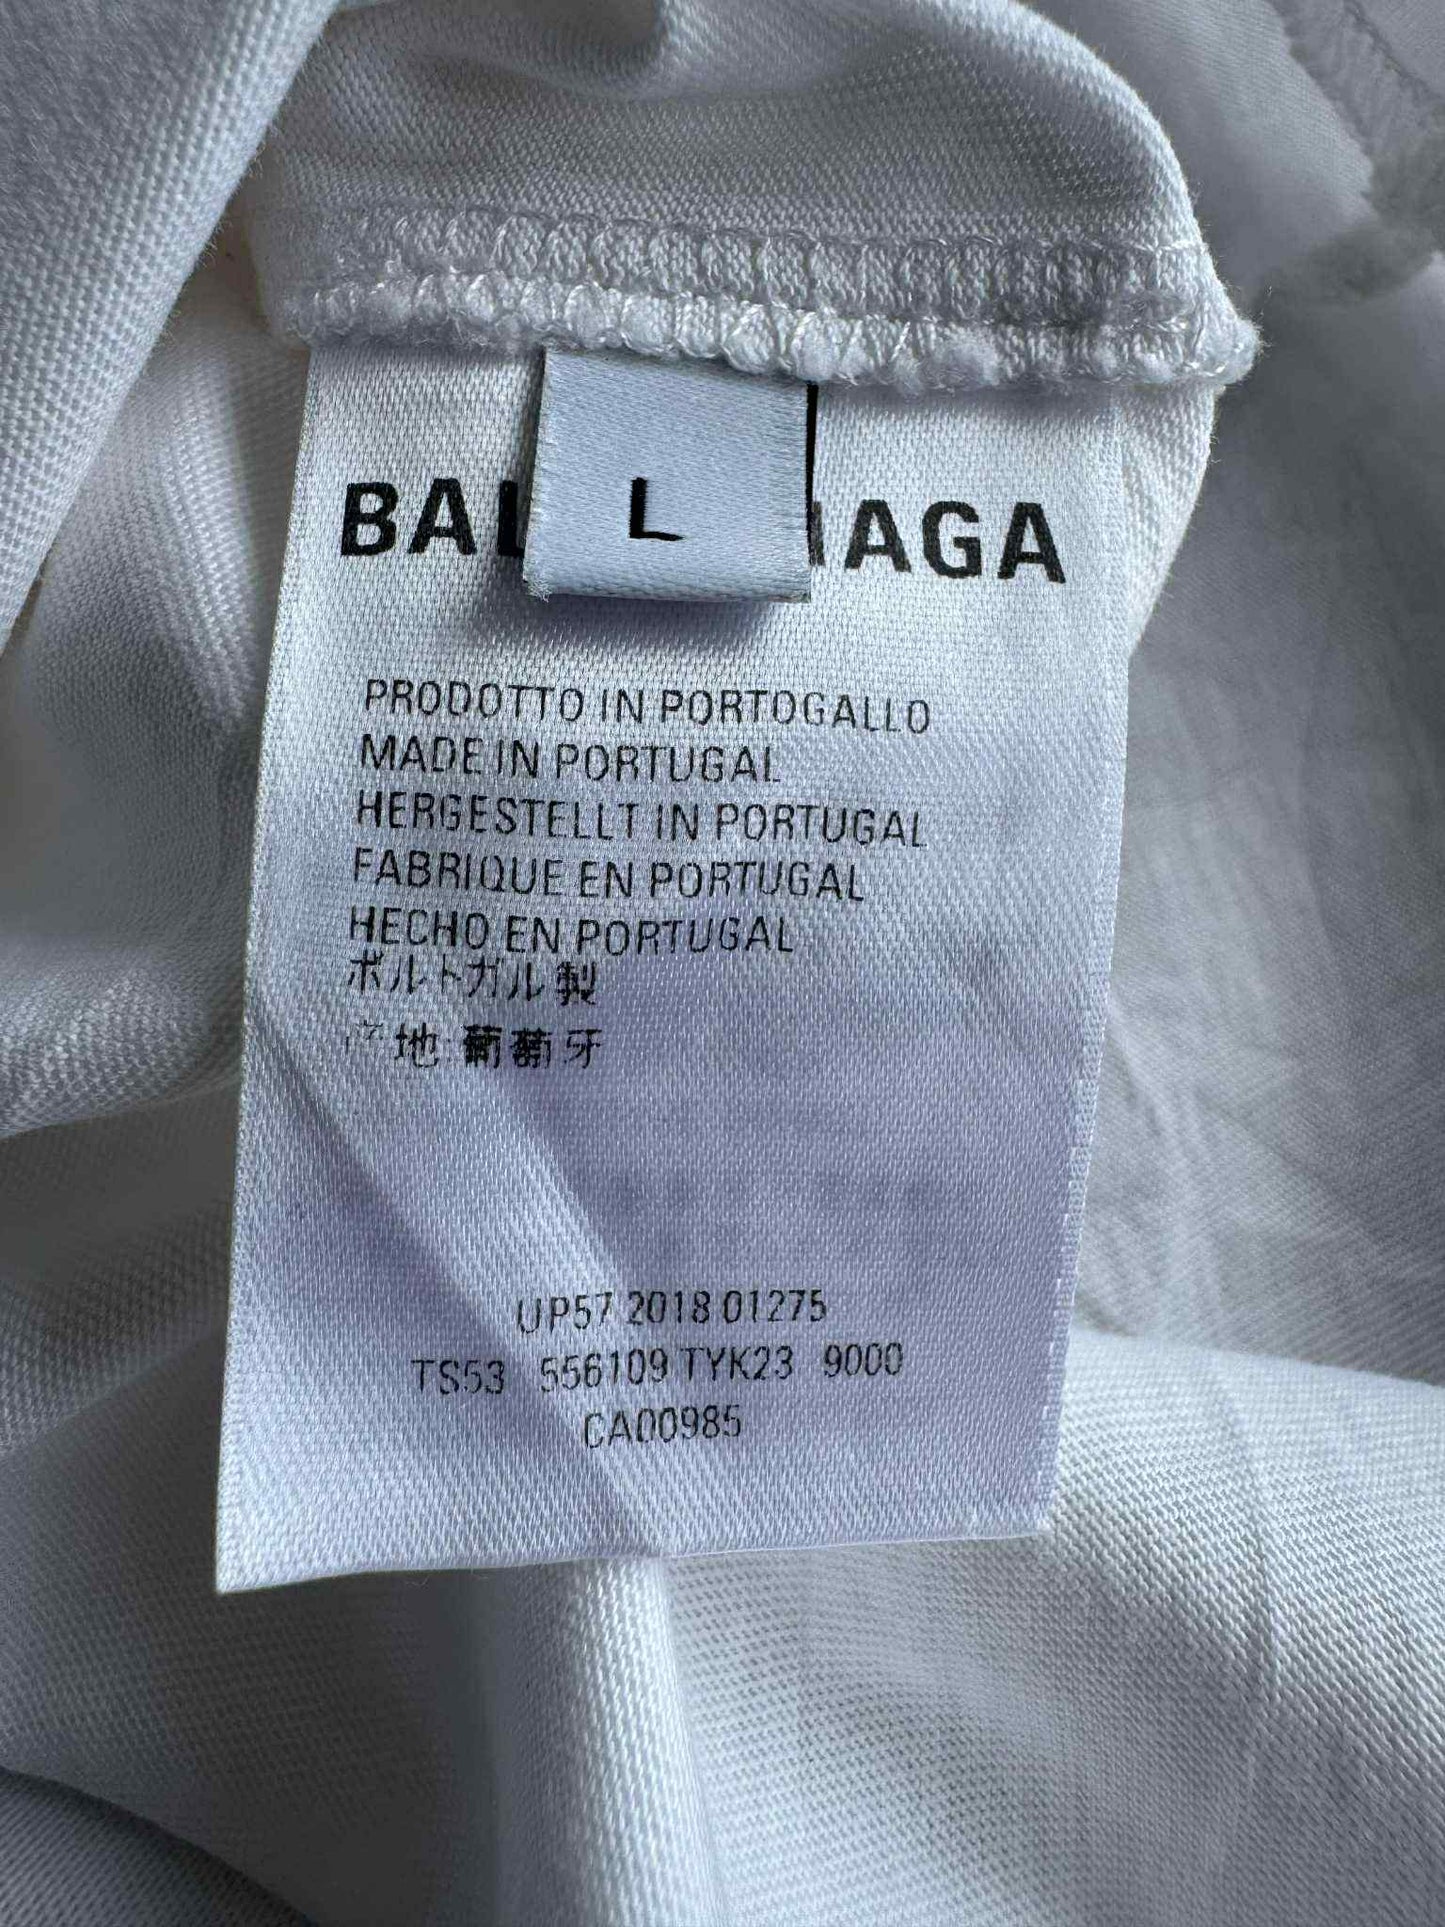 BAL AGA
L
PRODOTTO IN PORTOGALLO
MADE IN PORTUGAL
HERGESTELLT IN PORTUGAL
FABRIQUE EN PORTUGAL
HECHO EN PORTUGAL
ポルトガル製
产地 葡萄牙
UP57 2018 01275
TS53 556109 TYK23 9000
CA00985